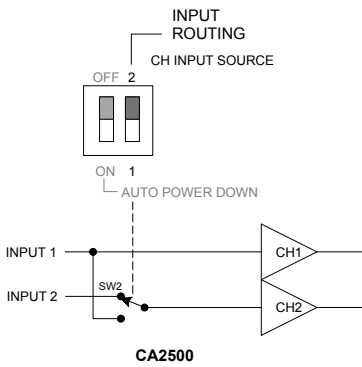 INPUT
ROUTING
CH INPUT SOURCE
OFF 2
ON 1
AUTO POWER DOWN
INPUT 1
CH1
INPUT 2
SW2
CH2
CA2500